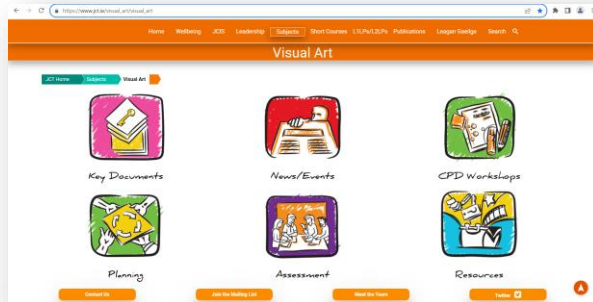 https://www.jct.ie/visual_art/visual_art
Home Wellbeing JCt5 Leadership Subjects Short Courses L1LPs/L2LPs Publications Leagan Gaeilge Search
Visual Art
JCT Home Subjects Visual Art
Key Documents News/Events CPD Workshops
Planning Assessment Resources
Contact Us Join the Mailing List Meet the Team Twitter